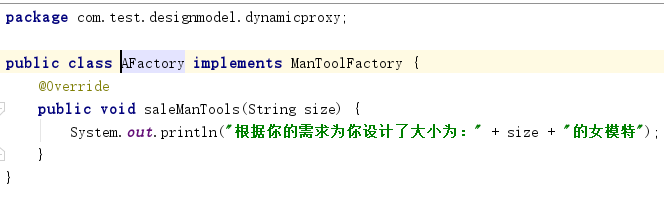 package com.test.designmodel.dynamicproxy;
public class AFactory implements ManToolFactory {
@Override
public void saleManTools(String size) {
System.out.println("根据你的需求为你设计了大小为：" + size + "的女模特");
}
}